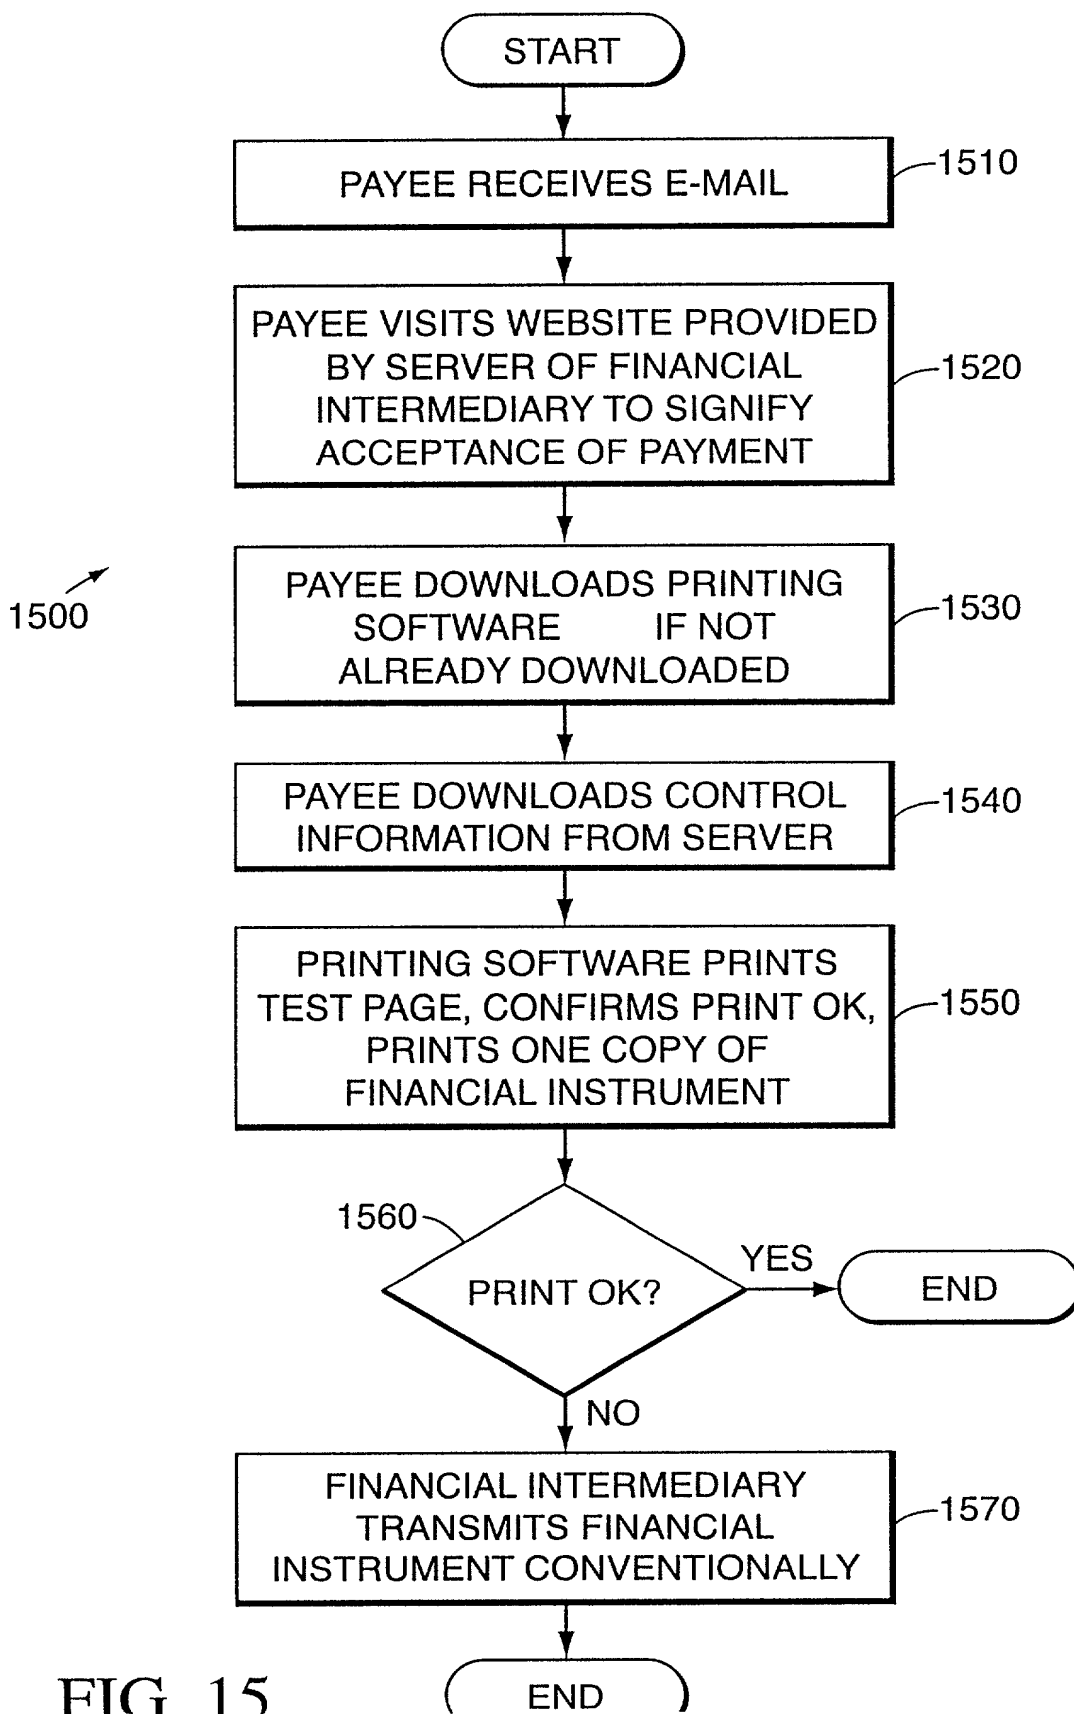 START
PAYEE RECEIVES E-MAIL
1510
PAYEE VISITS WEBSITE PROVIDED
BY SERVER OF FINANCIAL
INTERMEDIARY TO SIGNIFY
ACCEPTANCE OF PAYMENT
1520
1500
PAYEE DOWNLOADS PRINTING
SOFTWARE IF NOT
ALREADY DOWNLOADED
1530
PAYEE DOWNLOADS CONTROL
INFORMATION FROM SERVER
1540
PRINTING SOFTWARE PRINTS
TEST PAGE, CONFIRMS PRINT OK,
PRINTS ONE COPY OF
FINANCIAL INSTRUMENT
1550
1560
PRINT OK?
YES
END
NO
FINANCIAL INTERMEDIARY
TRANSMITS FINANCIAL
INSTRUMENT CONVENTIONALLY
1570
END
FIG. 15